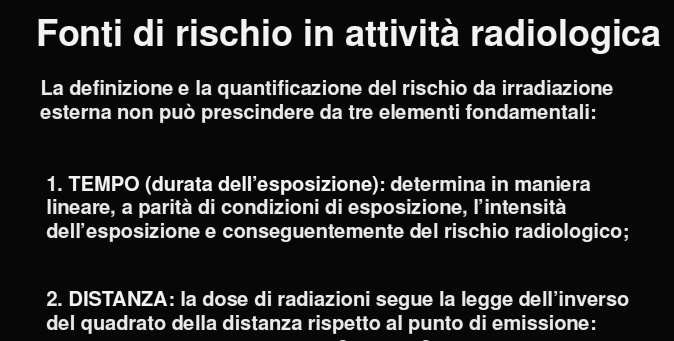 Fonti di rischio in attività radiologica
La definizione e la quantificazione del rischio da irradiazione
esterna non può prescindere da tre elementi fondamentali:
1. TEMPO (durata dell'esposizione): determina in maniera
lineare, a parità di condizioni di esposizione, l'intensità
dell'esposizione e conseguentemente del rischio radiologico;
2. DISTANZA: la dose di radiazioni segue la legge dell'inverso
del quadrato della distanza rispetto al punto di emissione: